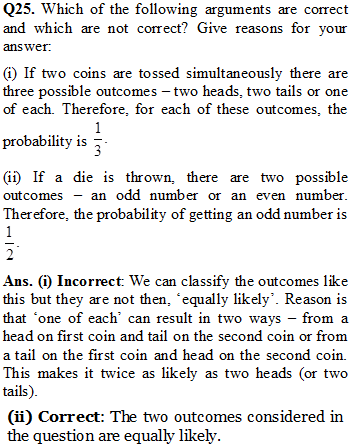 Q25. Which of the following arguments are correct
and which are not correct? Give reasons for your
answer:
(i) If two coins are tossed simultaneously there are
three possible outcomes – two heads, two tails or one
of each. Therefore, for each of these outcomes, the
probability is 1/3.
(ii) If a die is thrown, there are two possible
outcomes – an odd number or an even number.
Therefore, the probability of getting an odd number is
1/2.
Ans. (i) Incorrect: We can classify the outcomes like
this but they are not then, ‘equally likely’. Reason is
that ‘one of each’ can result in two ways – from a
head on first coin and tail on the second coin or from
a tail on the first coin and head on the second coin.
This makes it twice as likely as two heads (or two
tails).
(ii) Correct: The two outcomes considered in
the question are equally likely.